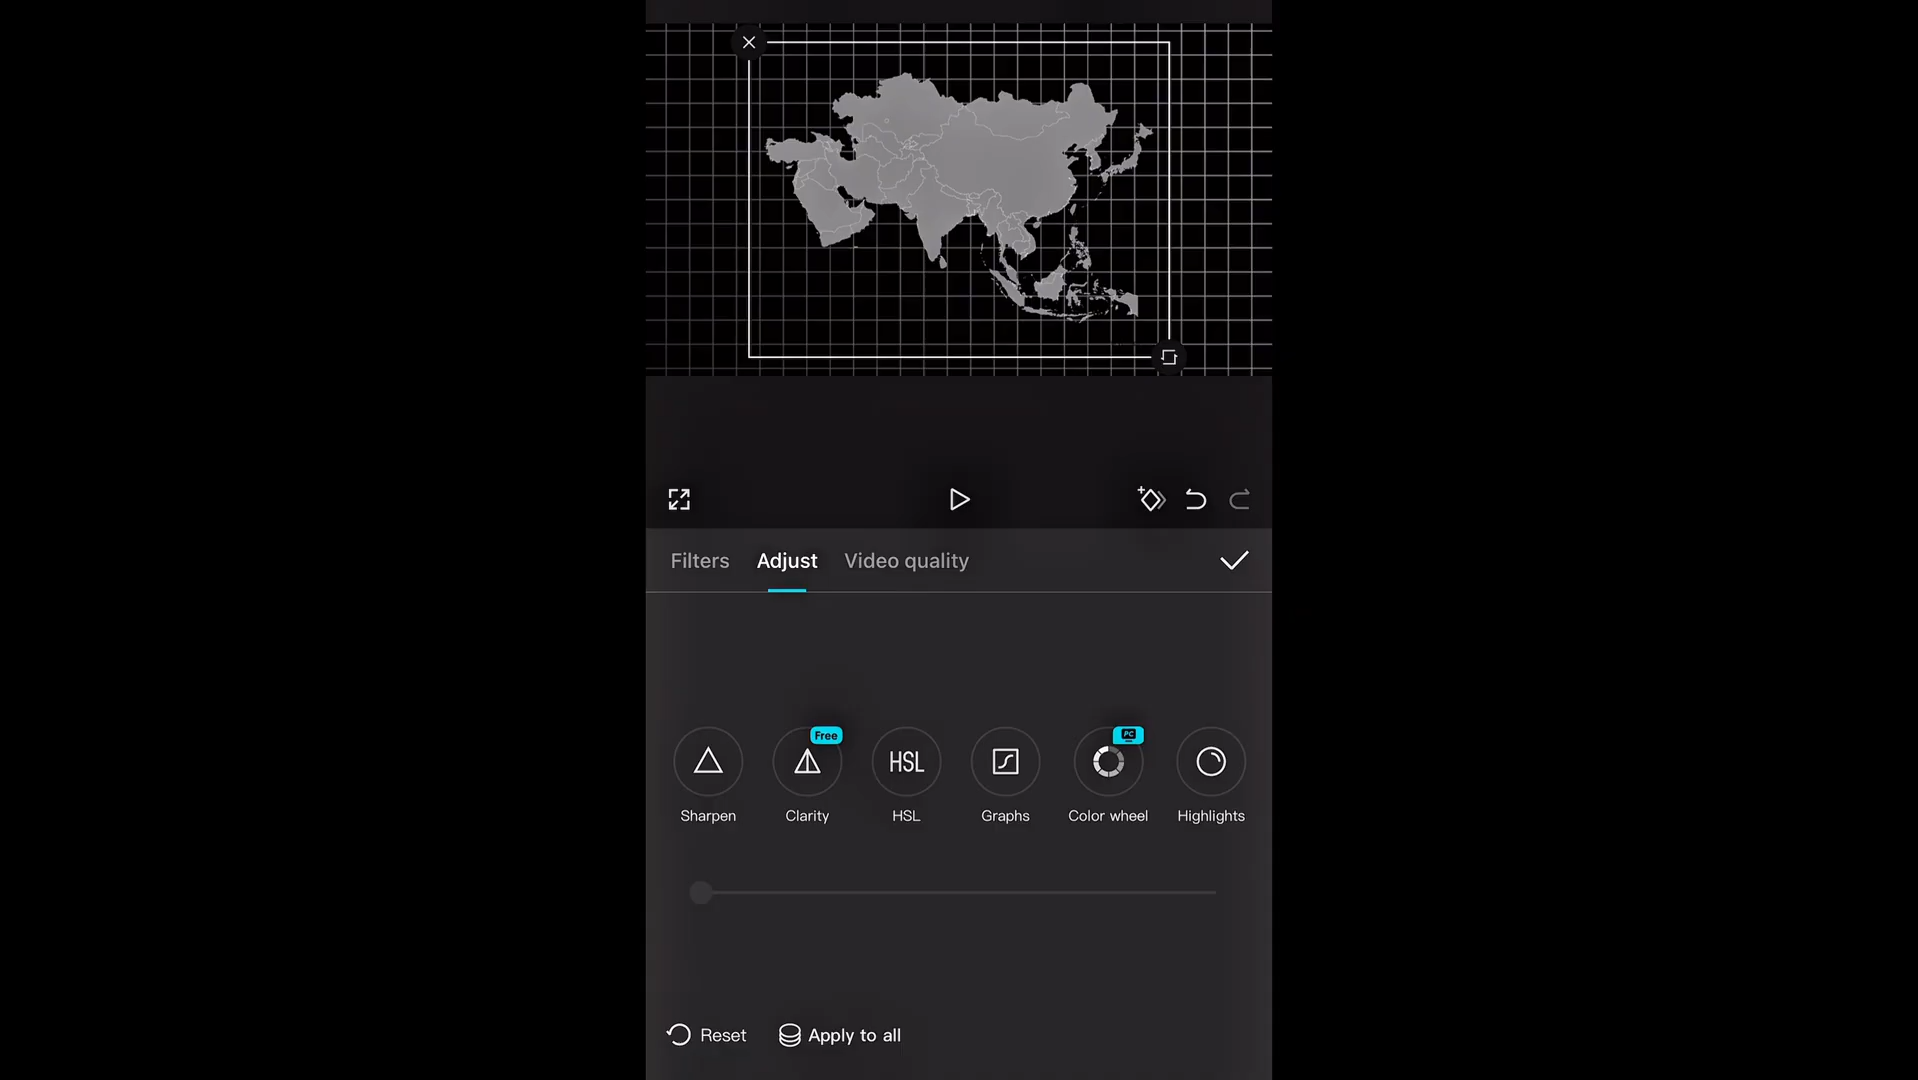 Filters Adjust Video quality
Free PC
HSL
Sharpen Clarity HSL Graphs Color wheel Highlights
Reset Apply to all